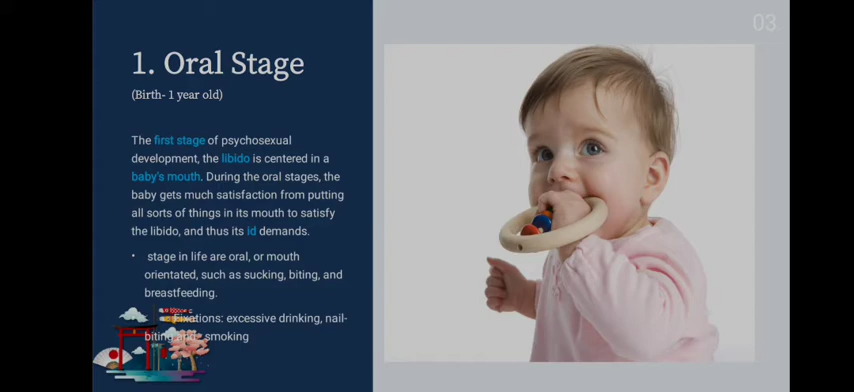 03
1. Oral Stage
(Birth- 1 year old)
The first stage of psychosexual
development, the libido is centered in a
baby's mouth. During the oral stages, the
baby gets much satisfaction from putting
all sorts of things in its mouth to satisfy
the libido, and thus its id demands.
• stage in life are oral, or mouth
orientated, such as sucking, biting, and
breastfeeding.
Fixations: excessive drinking, nail-
biting and smoking